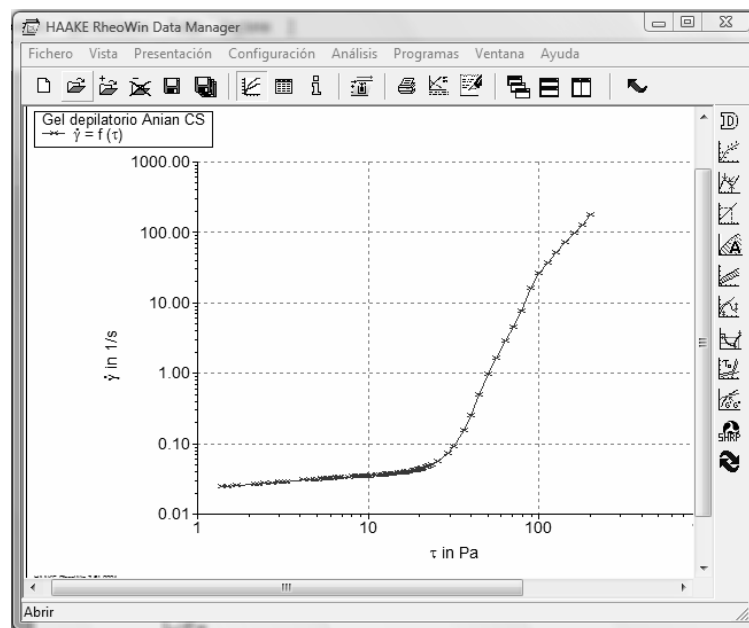 HAAKE RheoWin Data Manager
Fichero Vista Presentación Configuración Análisis Programas Ventana Ayuda
Gel depilatorio Anian CS
γ̇ = f (τ)
1000.00
100.00
10.00
1.00
0.10
0.01
γ̇ in 1/s
1 10 100
τ in Pa
Abrir
D
A
SHRP